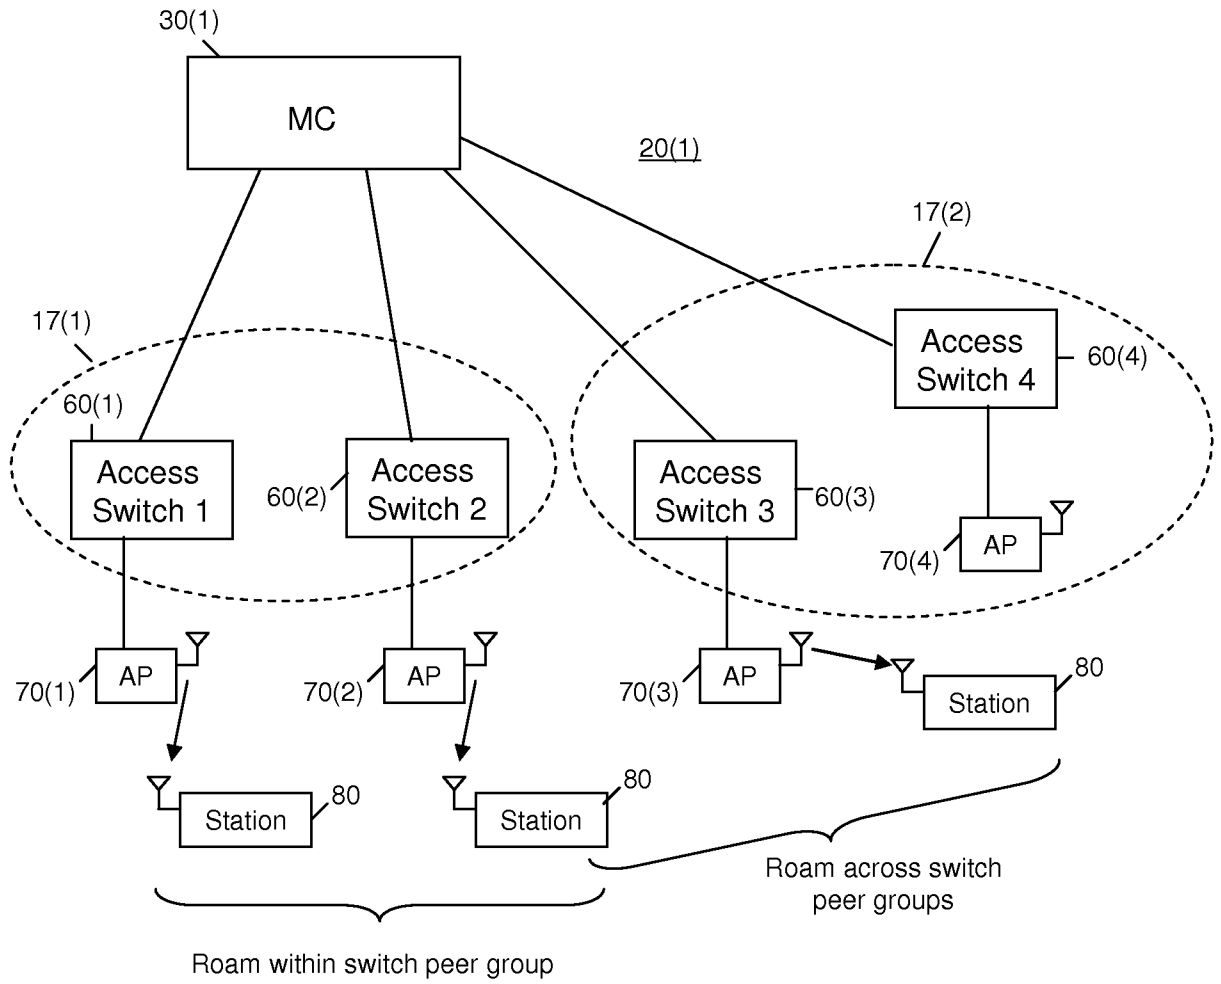 30(1)
MC
20(1)
17(2)
17(1)
Access
Switch 4
60(4)
60(1)
Access
Switch 1
60(2)
Access
Switch 2
Access
Switch 3
60(3)
70(4)
AP
70(1)
AP
70(2)
AP
70(3)
AP
80
Station
80
Station
80
Station
Roam across switch
peer groups
Roam within switch peer group